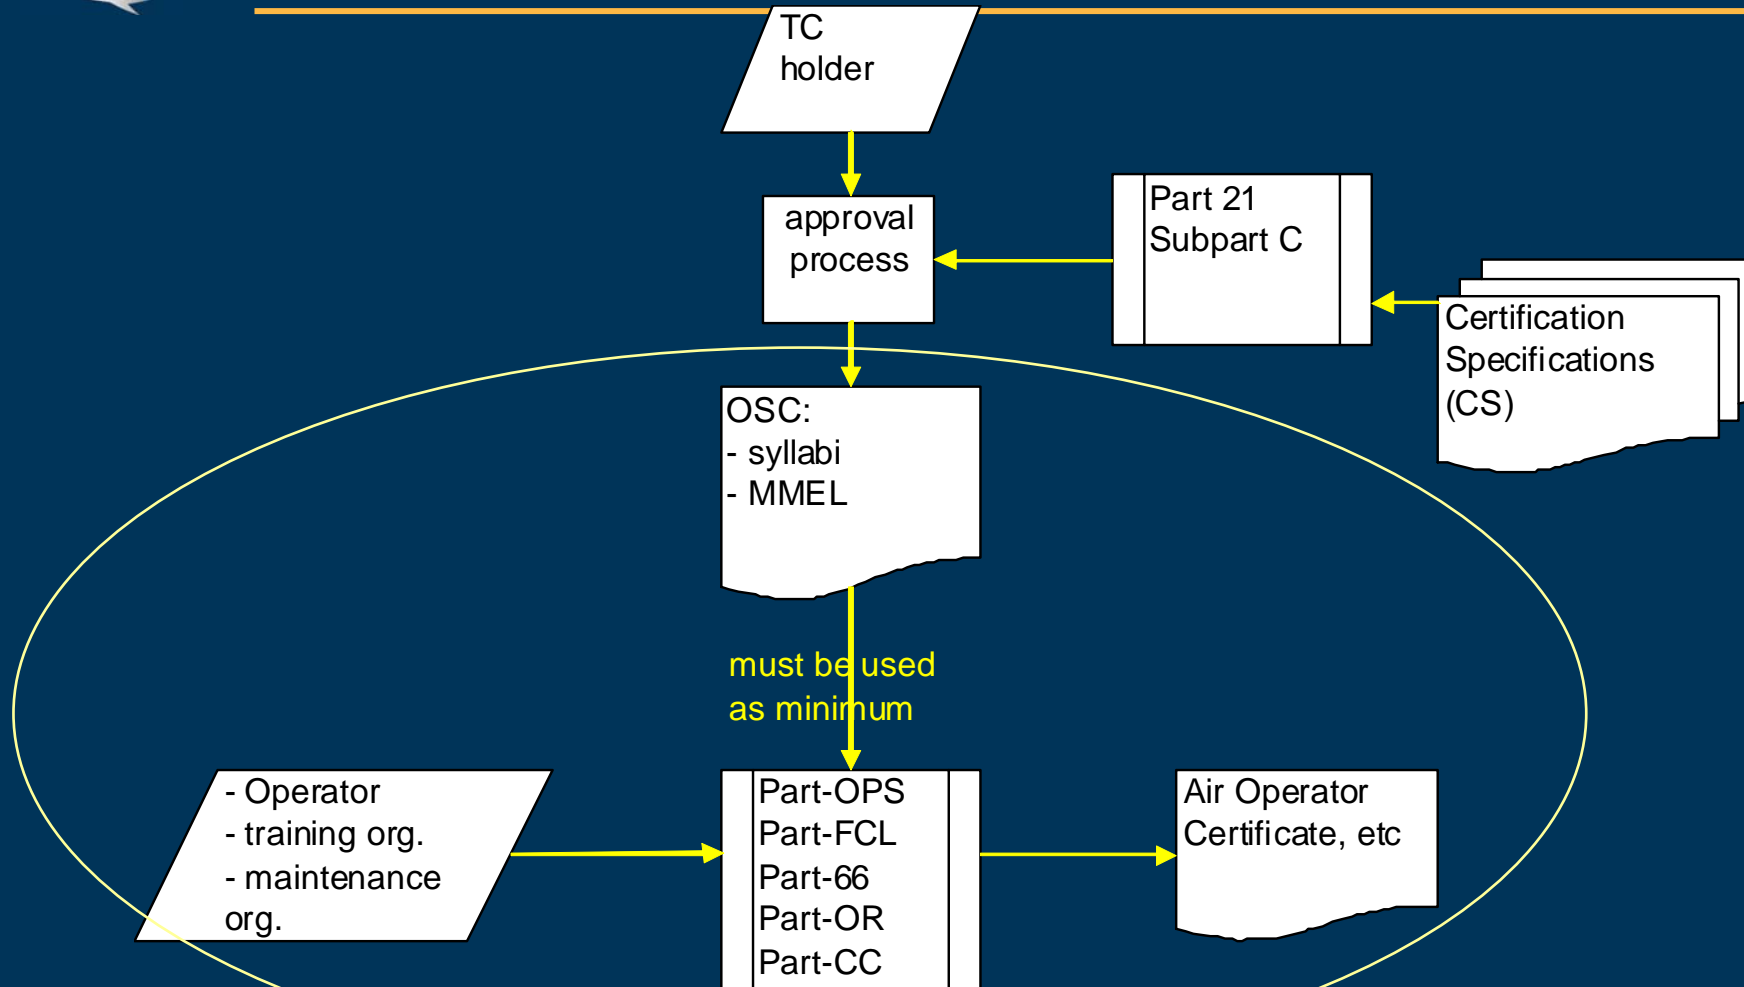 TC
holder
approval
process
Part 21
Subpart C
Certification
Specifications
(CS)
OSC:
- syllabi
- MMEL
must be used
as minimum
- Operator
- training org.
- maintenance
org.
Part-OPS
Part-FCL
Part-66
Part-OR
Part-CC
Air Operator
Certificate, etc